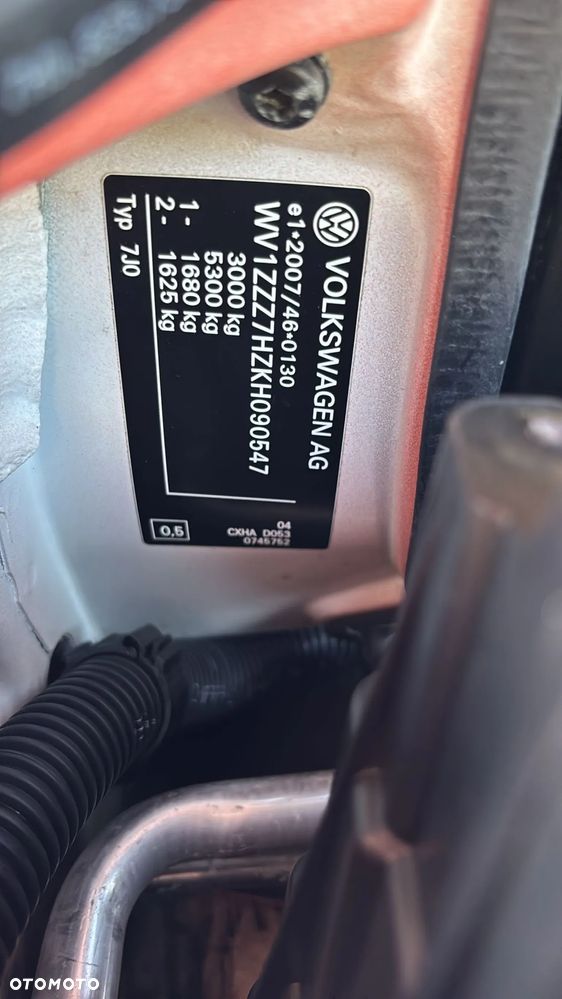 VOLKSWAGEN AG
e1*2007/46*0130
WV1ZZZ7HZKH090547
3000 kg
5300 kg
1- 1680 kg
2- 1625 kg
Typ 7J0
04
CXHA D053
0745752
0,5
OTOMOTO